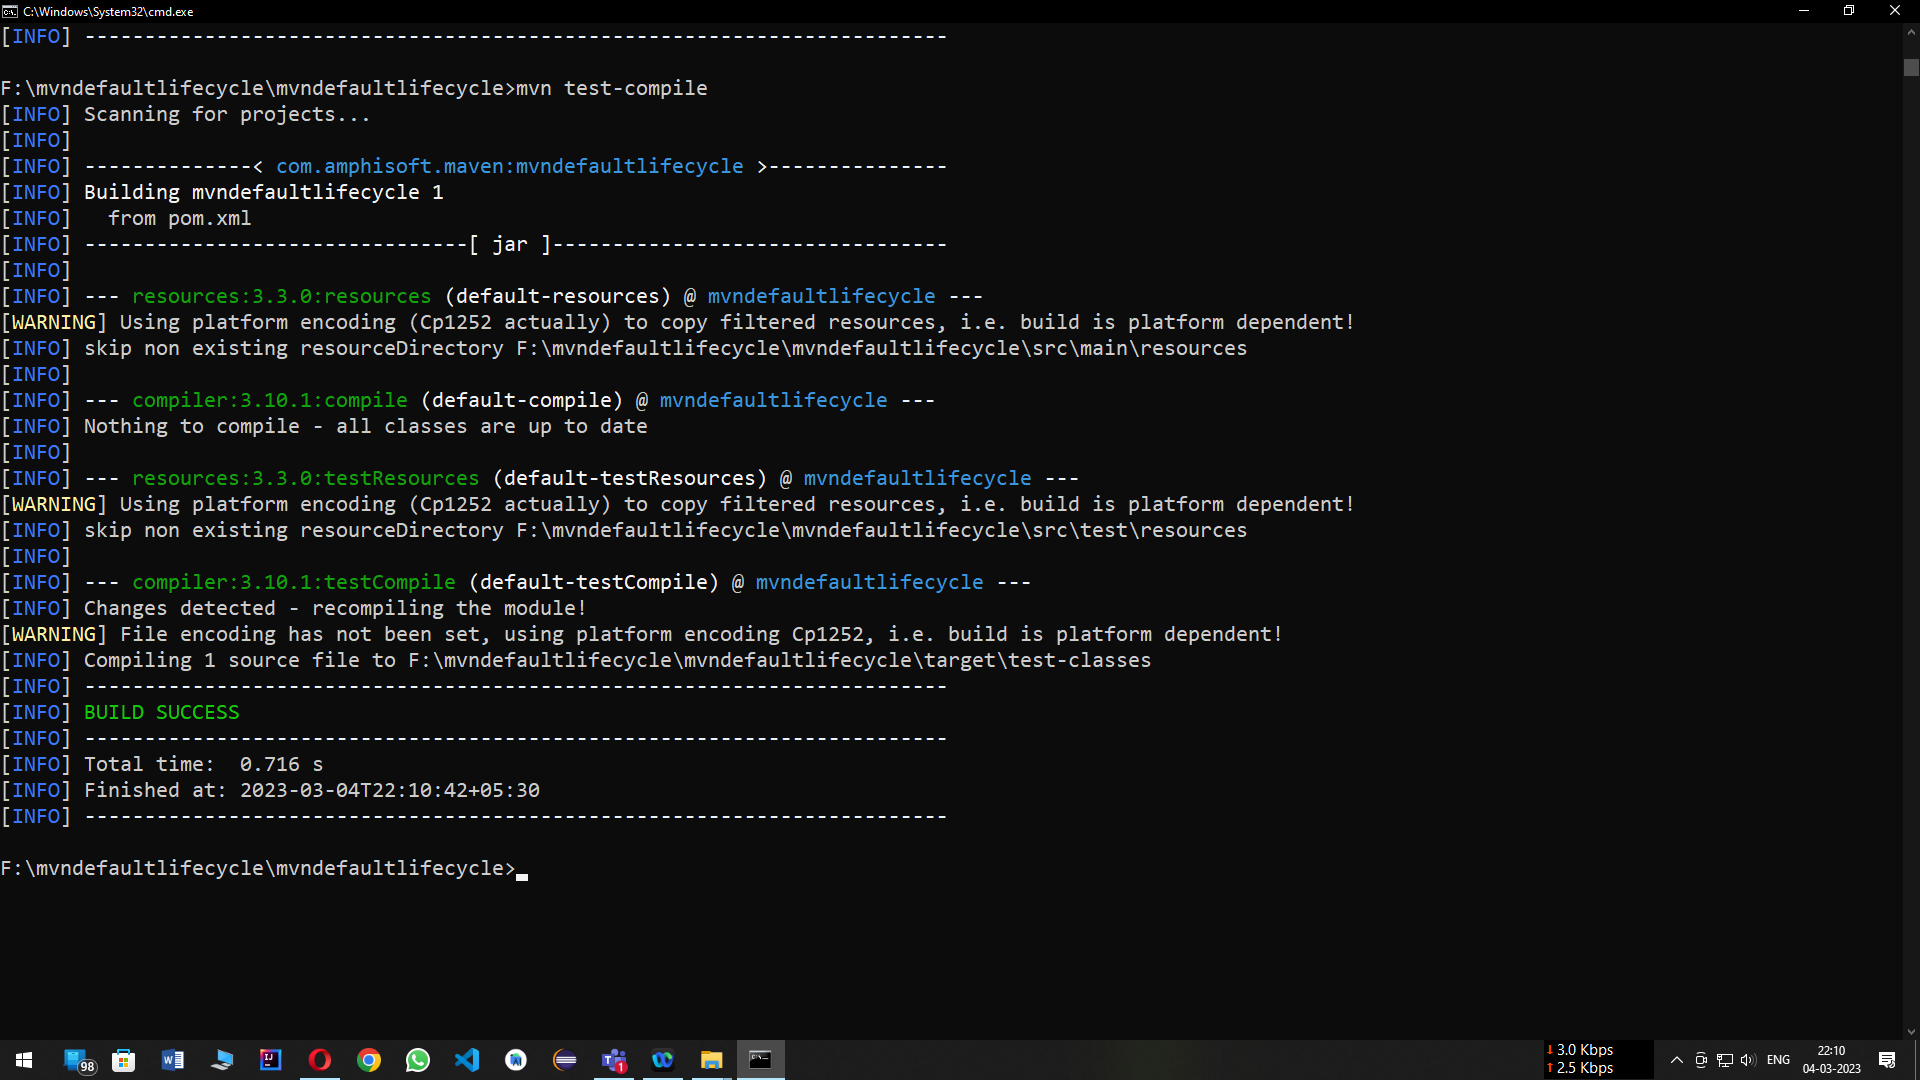 C:\Windows\System32\cmd.exe
[INFO] ------------------------------------------------------------------------
F:\mvndefaultlifecycle\mvndefaultlifecycle>mvn test-compile
[INFO] Scanning for projects...
[INFO]
[INFO] --------------< com.amphisoft.maven:mvndefaultlifecycle >---------------
[INFO] Building mvndefaultlifecycle 1
[INFO]   from pom.xml
[INFO] --------------------------------[ jar ]---------------------------------
[INFO]
[INFO] --- resources:3.3.0:resources (default-resources) @ mvndefaultlifecycle ---
[WARNING] Using platform encoding (Cp1252 actually) to copy filtered resources, i.e. build is platform dependent!
[INFO] skip non existing resourceDirectory F:\mvndefaultlifecycle\mvndefaultlifecycle\src\main\resources
[INFO]
[INFO] --- compiler:3.10.1:compile (default-compile) @ mvndefaultlifecycle ---
[INFO] Nothing to compile - all classes are up to date
[INFO]
[INFO] --- resources:3.3.0:testResources (default-testResources) @ mvndefaultlifecycle ---
[WARNING] Using platform encoding (Cp1252 actually) to copy filtered resources, i.e. build is platform dependent!
[INFO] skip non existing resourceDirectory F:\mvndefaultlifecycle\mvndefaultlifecycle\src\test\resources
[INFO]
[INFO] --- compiler:3.10.1:testCompile (default-testCompile) @ mvndefaultlifecycle ---
[INFO] Changes detected - recompiling the module!
[WARNING] File encoding has not been set, using platform encoding Cp1252, i.e. build is platform dependent!
[INFO] Compiling 1 source file to F:\mvndefaultlifecycle\mvndefaultlifecycle\target\test-classes
[INFO] ------------------------------------------------------------------------
[INFO] BUILD SUCCESS
[INFO] ------------------------------------------------------------------------
[INFO] Total time:  0.716 s
[INFO] Finished at: 2023-03-04T22:10:42+05:30
[INFO] ------------------------------------------------------------------------
F:\mvndefaultlifecycle\mvndefaultlifecycle>
98
1
3.0 Kbps
2.5 Kbps
ENG
22:10
04-03-2023